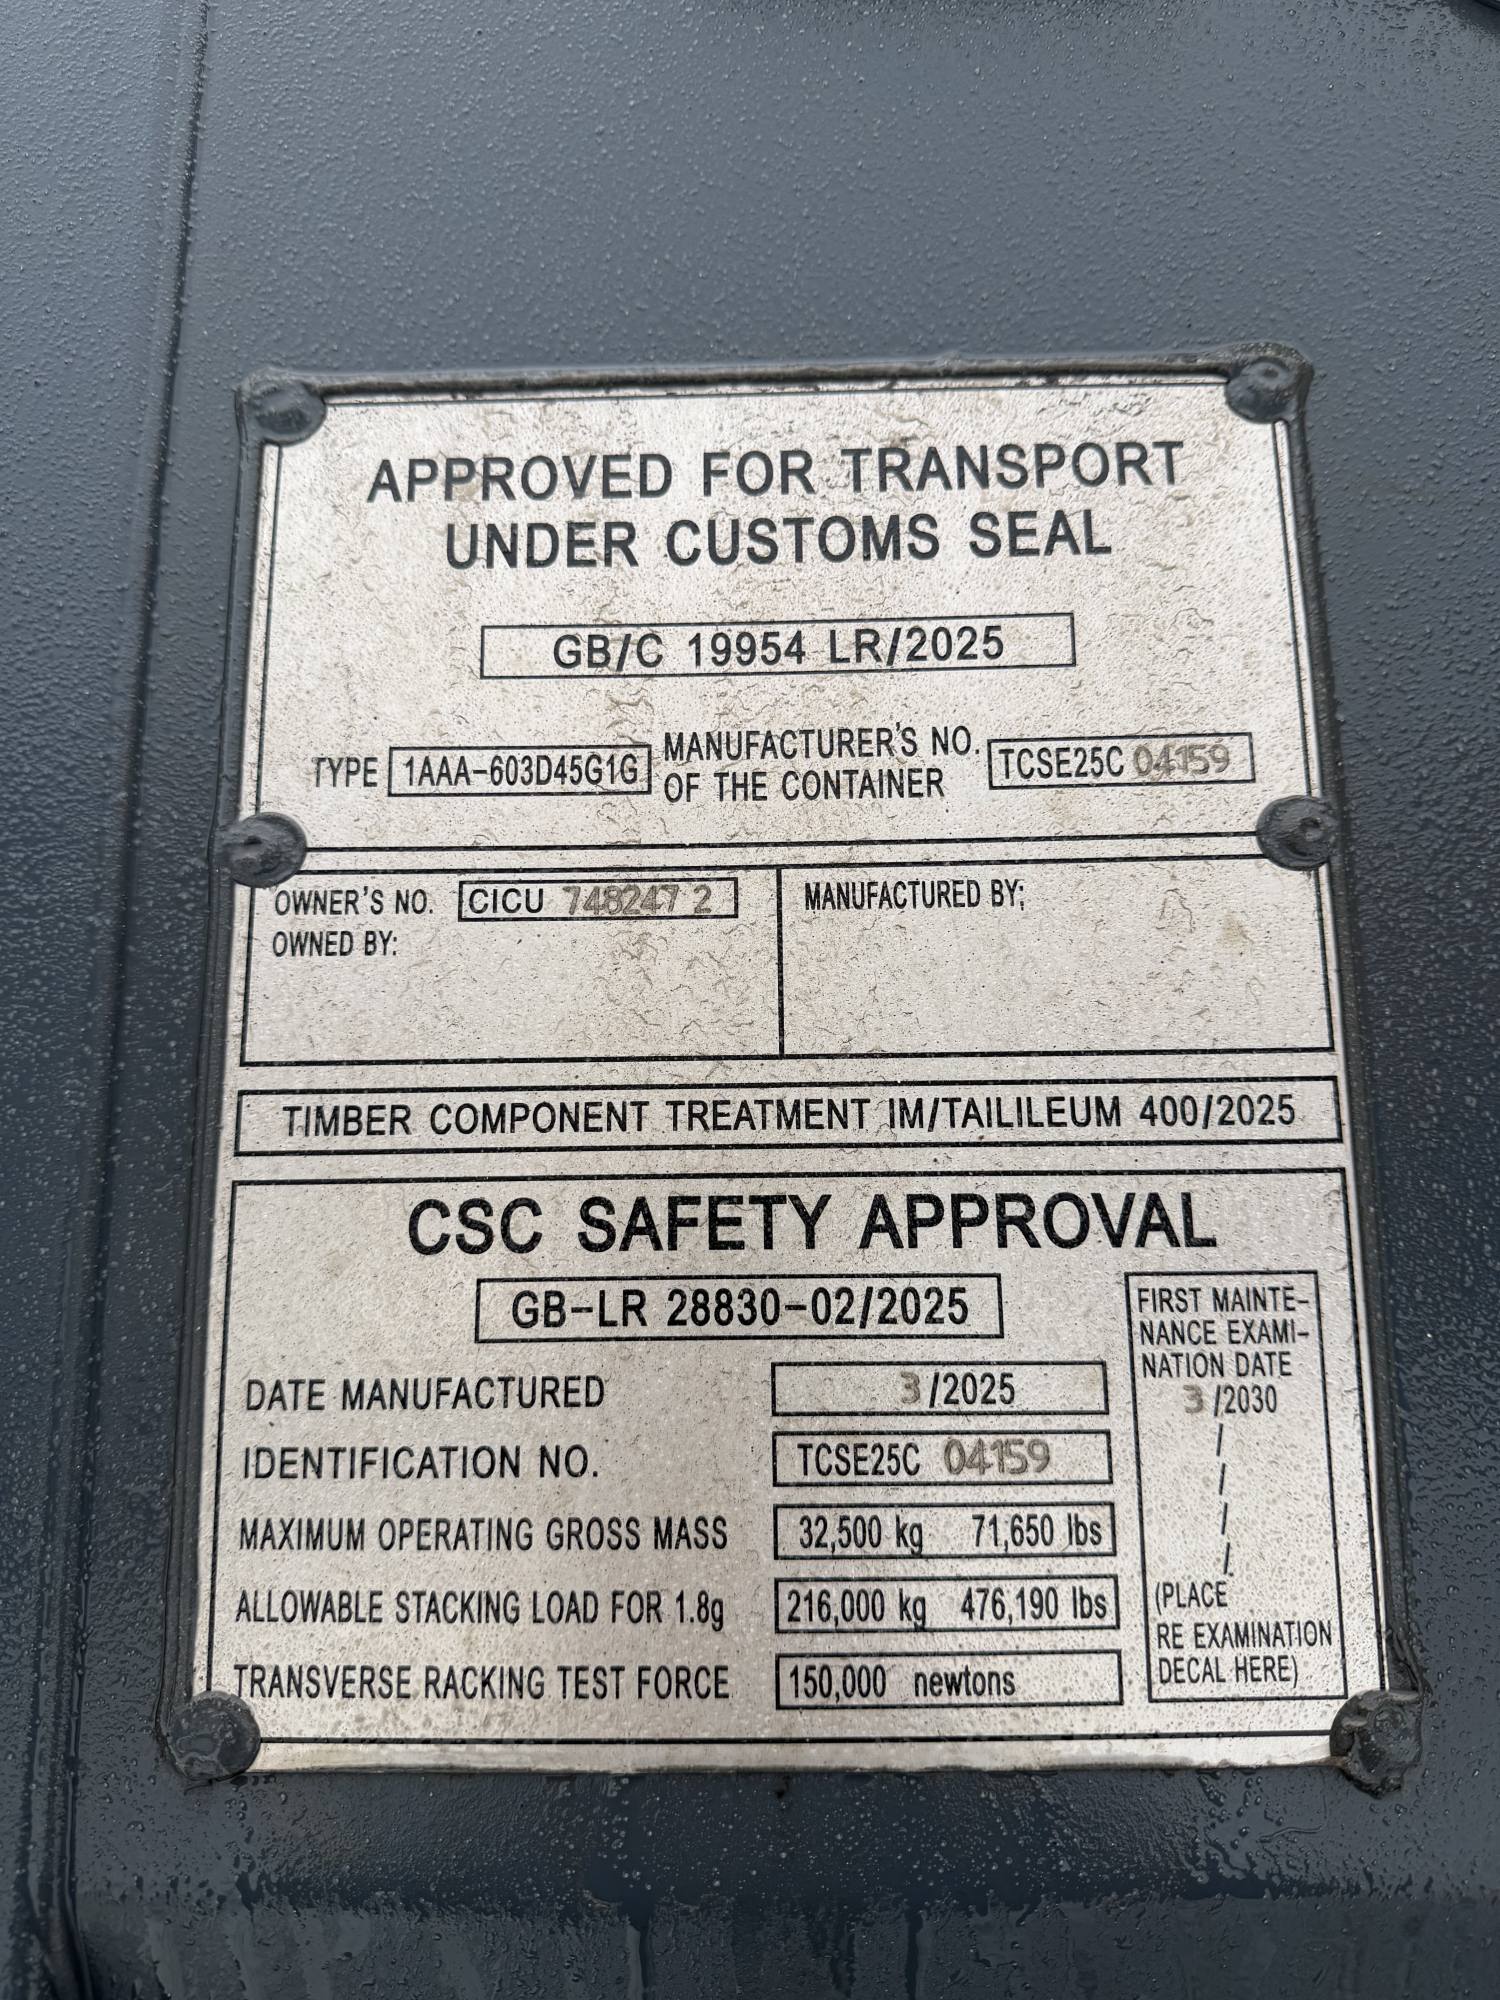 APPROVED FOR TRANSPORT
UNDER CUSTOMS SEAL
GB/C 19954 LR/2025
TYPE 1AAA-603D45G1G
MANUFACTURER'S NO.
OF THE CONTAINER
TCSE25C 04159
OWNER'S NO. CICU 748247 2
OWNED BY:
MANUFACTURED BY;
TIMBER COMPONENT TREATMENT IM/TAILILEUM 400/2025
CSC SAFETY APPROVAL
GB-LR 28830-02/2025
DATE MANUFACTURED 3/2025
IDENTIFICATION NO. TCSE25C 04159
MAXIMUM OPERATING GROSS MASS 32,500 kg 71,650 lbs
ALLOWABLE STACKING LOAD FOR 1.8g 216,000 kg 476,190 lbs
TRANSVERSE RACKING TEST FORCE 150,000 newtons
FIRST MAINTE-
NANCE EXAMI-
NATION DATE
3/2030
(PLACE
RE EXAMINATION
DECAL HERE)